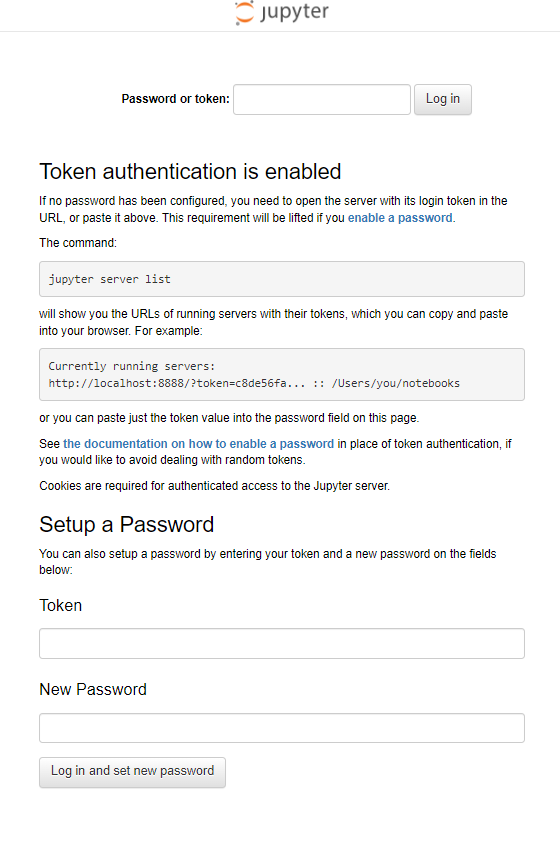 jupyter
Password or token: Log in
Token authentication is enabled
If no password has been configured, you need to open the server with its login token in the
URL, or paste it above. This requirement will be lifted if you enable a password.
The command:
jupyter server list
will show you the URLs of running servers with their tokens, which you can copy and paste
into your browser. For example:
Currently running servers:
http://localhost:8888/?token=c8de56fa... :: /Users/you/notebooks
or you can paste just the token value into the password field on this page.
See the documentation on how to enable a password in place of token authentication, if
you would like to avoid dealing with random tokens.
Cookies are required for authenticated access to the Jupyter server.
Setup a Password
You can also setup a password by entering your token and a new password on the fields
below:
Token
New Password
Log in and set new password